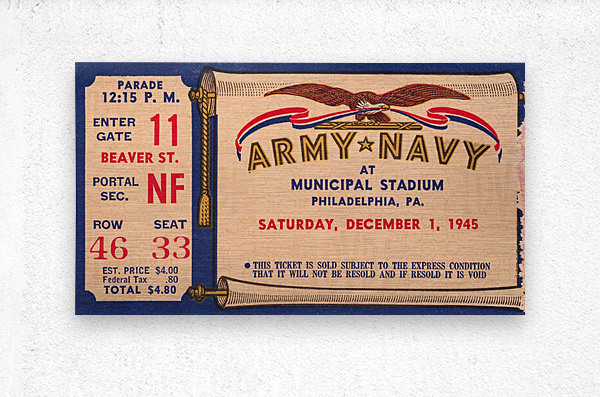 PARADE
12:15 P. M.
ENTER
GATE 11
BEAVER ST.
PORTAL
SEC. NF
ROW SEAT
46 33
EST. PRICE $4.00
Federal Tax .80
TOTAL $4.80
ARMY★NAVY
AT
MUNICIPAL STADIUM
PHILADELPHIA, PA.
SATURDAY, DECEMBER 1, 1945
● THIS TICKET IS SOLD SUBJECT TO THE EXPRESS CONDITION
THAT IT WILL NOT BE RESOLD AND IF RESOLD IT IS VOID